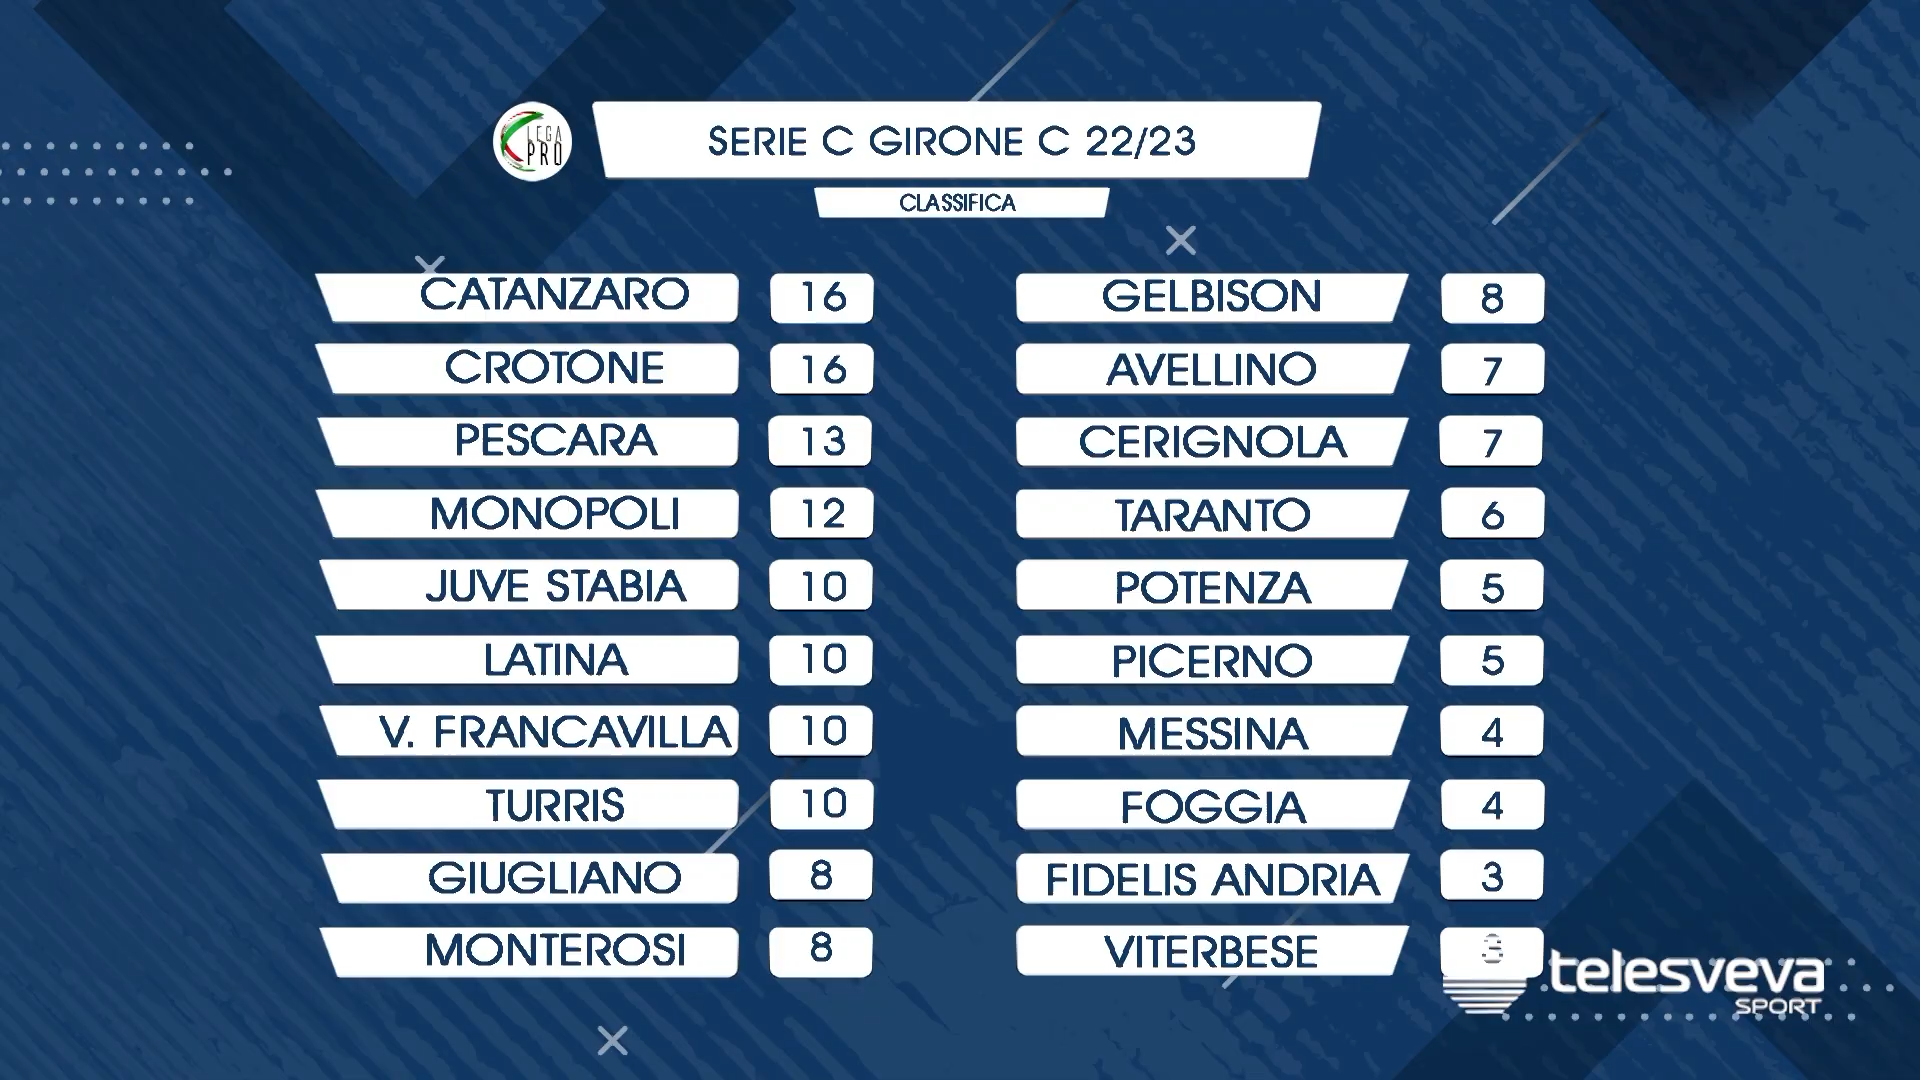 LEGA
PRO
SERIE C GIRONE C 22/23
CLASSIFICA
CATANZARO 16
CROTONE 16
PESCARA 13
MONOPOLI 12
JUVE STABIA 10
LATINA 10
V. FRANCAVILLA 10
TURRIS 10
GIUGLIANO 8
MONTEROSI 8
GELBISON 8
AVELLINO 7
CERIGNOLA 7
TARANTO 6
POTENZA 5
PICERNO 5
MESSINA 4
FOGGIA 4
FIDELIS ANDRIA 3
VITERBESE 3
telesveva
SPORT